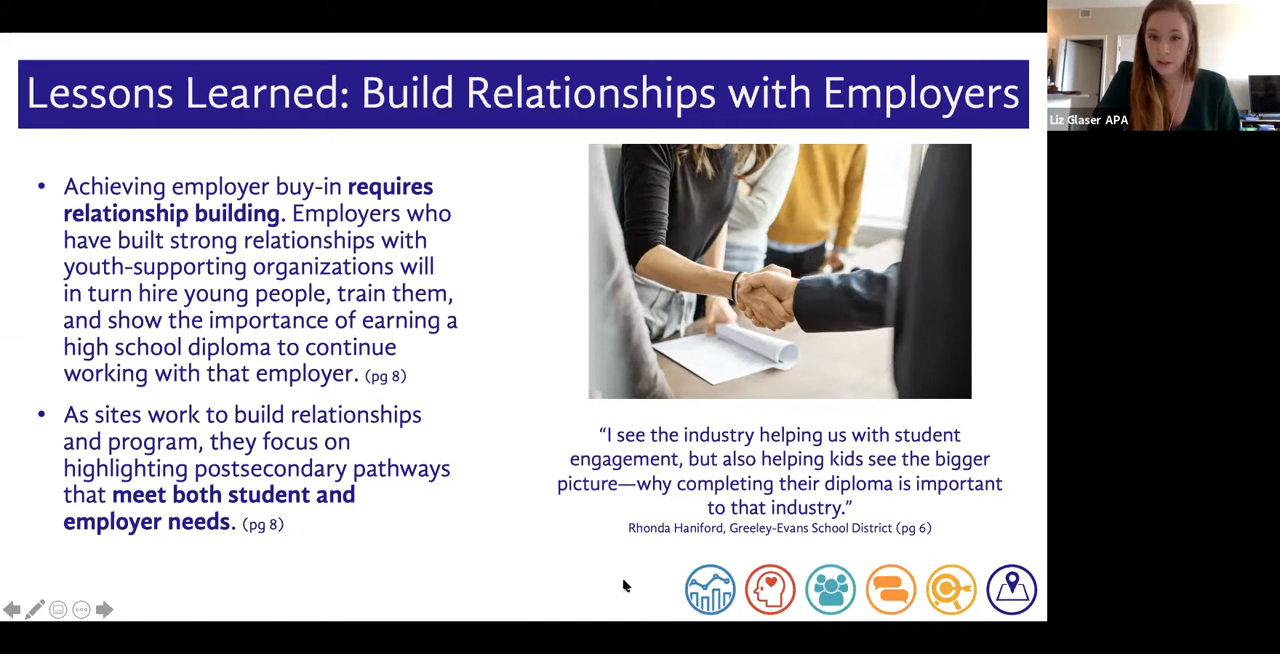 Lessons Learned: Build Relationships with Employers
Liz Glaser APA
• Achieving employer buy-in requires
relationship building. Employers who
have built strong relationships with
youth-supporting organizations will
in turn hire young people, train them,
and show the importance of earning a
high school diploma to continue
working with that employer. (pg 8)
• As sites work to build relationships
and program, they focus on
highlighting postsecondary pathways
that meet both student and
employer needs. (pg 8)
“I see the industry helping us with student
engagement, but also helping kids see the bigger
picture—why completing their diploma is important
to that industry.”
Rhonda Haniford, Greeley-Evans School District (pg 6)